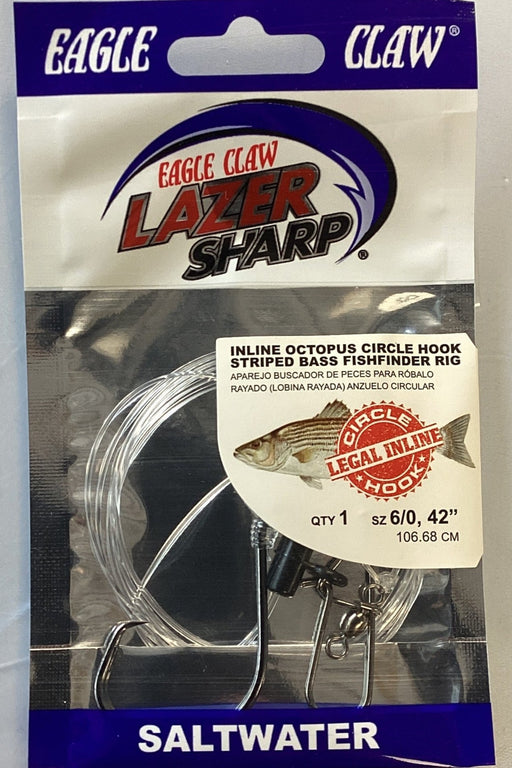 EAGLE CLAW®
EAGLE CLAW
LAZER
SHARP®
INLINE OCTOPUS CIRCLE HOOK
STRIPED BASS FISHFINDER RIG
APAREJO BUSCADOR DE PECES PARA RÓBALO
RAYADO (LOBINA RAYADA) ANZUELO CIRCULAR
CIRCLE
LEGAL INLINE
HOOK
QTY 1 SZ 6/0, 42”
106.68 CM
SALTWATER